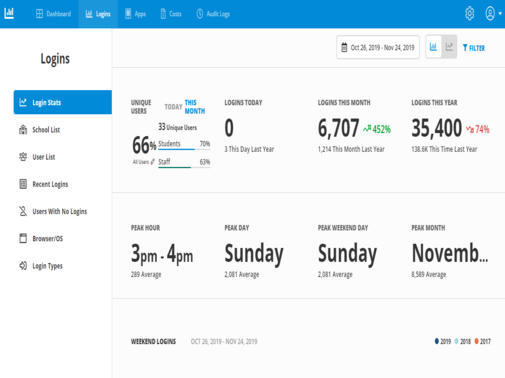 Dashboard
Logins
Apps
Costs
Audit Logs
Logins
Oct 26, 2019 - Nov 24, 2019
FILTER
Login Stats
School List
User List
Recent Logins
Users With No Logins
Browser/OS
Login Types
UNIQUE USERS
TODAY
THIS MONTH
66%
All Users
33 Unique Users
Students 70%
Staff 63%
LOGINS TODAY
0
3 This Day Last Year
LOGINS THIS MONTH
6,707 452%
1,214 This Month Last Year
LOGINS THIS YEAR
35,400 74%
138.6K This Time Last Year
PEAK HOUR
3pm - 4pm
289 Average
PEAK DAY
Sunday
2,081 Average
PEAK WEEKEND DAY
Sunday
2,081 Average
PEAK MONTH
Novemb...
8,589 Average
WEEKEND LOGINS OCT 26, 2019 - NOV 24, 2019
2019 2018 2017